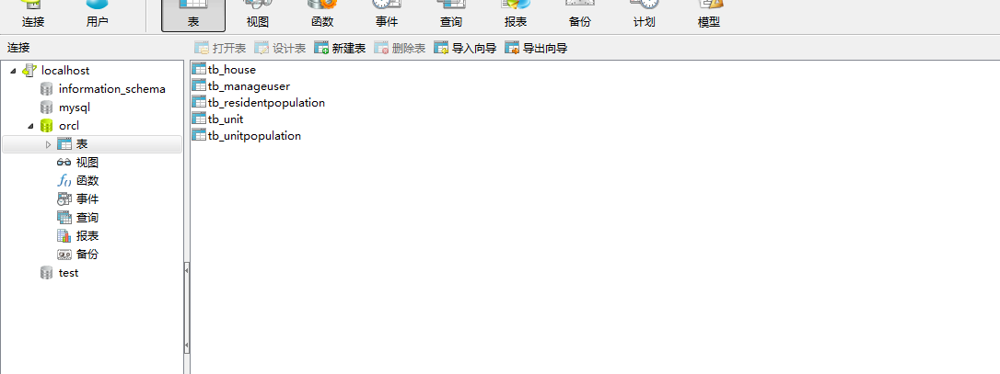 连接 用户 表 视图 函数 事件 查询 报表 备份 计划 模型
连接 打开表 设计表 新建表 删除表 导入向导 导出向导
localhost
information_schema
mysql
orcl
表
视图
函数
事件
查询
报表
备份
test
tb_house
tb_manageuser
tb_residentpopulation
tb_unit
tb_unitpopulation